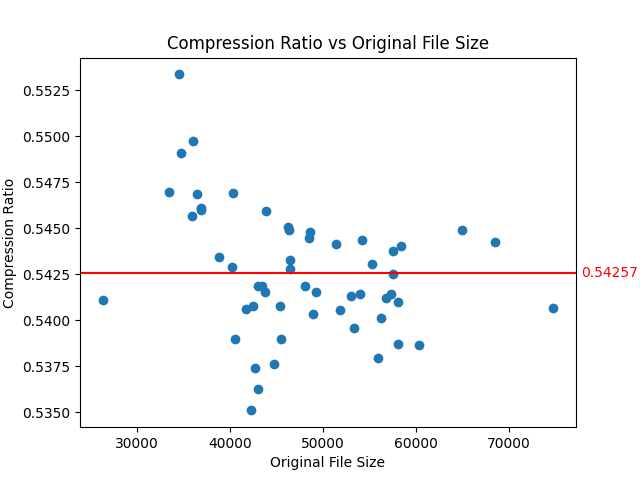 Compression Ratio vs Original File Size
Compression Ratio
0.5525
0.5500
0.5475
0.5450
0.5425
0.5400
0.5375
0.5350
0.54257
30000 40000 50000 60000 70000
Original File Size